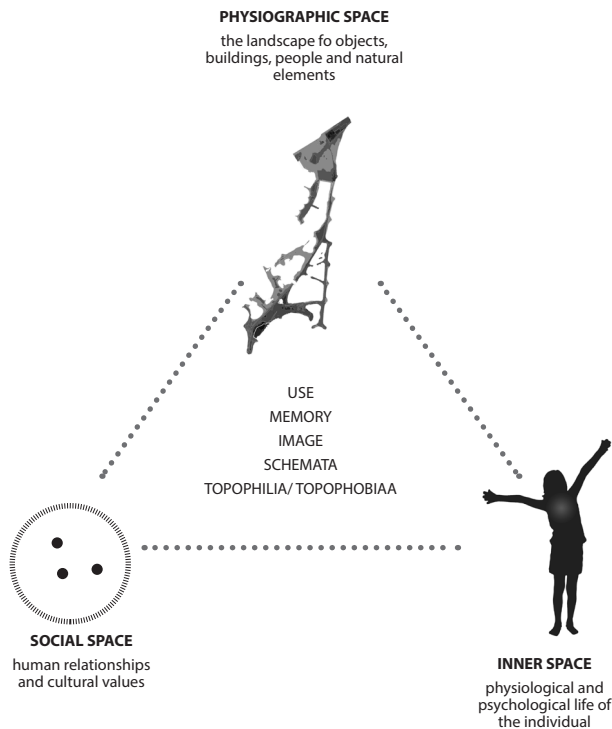 PHYSIOGRAPHIC SPACE
the landscape fo objects,
buildings, people and natural
elements
USE
MEMORY
IMAGE
SCHEMATA
TOPOPHILIA/ TOPOPHOBIAA
SOCIAL SPACE
human relationships
and cultural values
INNER SPACE
physiological and
psychological life of
the individual